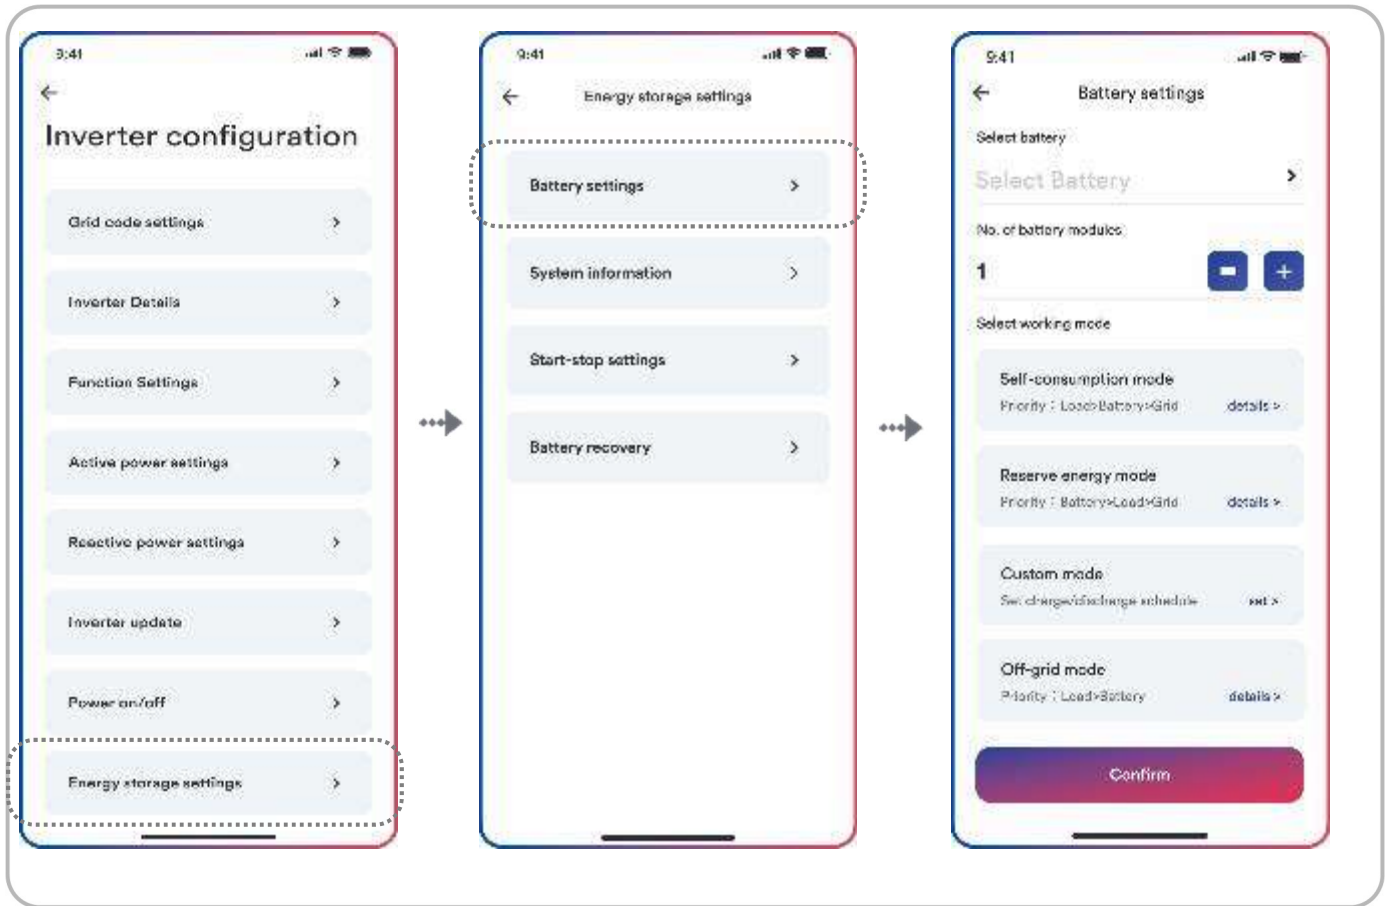 9:41
Inverter configuration
Grid code settings
Inverter Details
Function Settings
Active power settings
Reactive power settings
Inverter update
Power on/off
Energy storage settings
9:41
Energy storage settings
Battery settings
System information
Start-stop settings
Battery recovery
9:41
Battery settings
Select battery
Select Battery
No. of battery modules
1
Select working mode
Self-consumption mode
Priority : Load>Battery>Grid details >
Reserve energy mode
Priority : Battery>Load>Grid details >
Custom mode
Set charge/discharge schedule set >
Off-grid mode
Priority : Load>Battery details >
Confirm